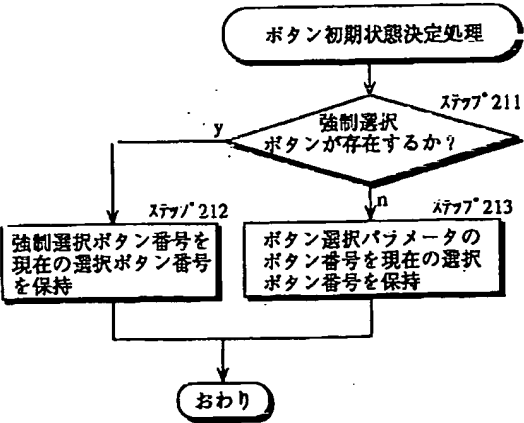 ボタン初期状態決定処理
ステップ211
強制選択
ボタンが存在するか?
y
n
ステップ212
強制選択ボタン番号を
現在の選択ボタン番号
を保持
ステップ213
ボタン選択パラメータの
ボタン番号を現在の選択
ボタン番号を保持
おわり